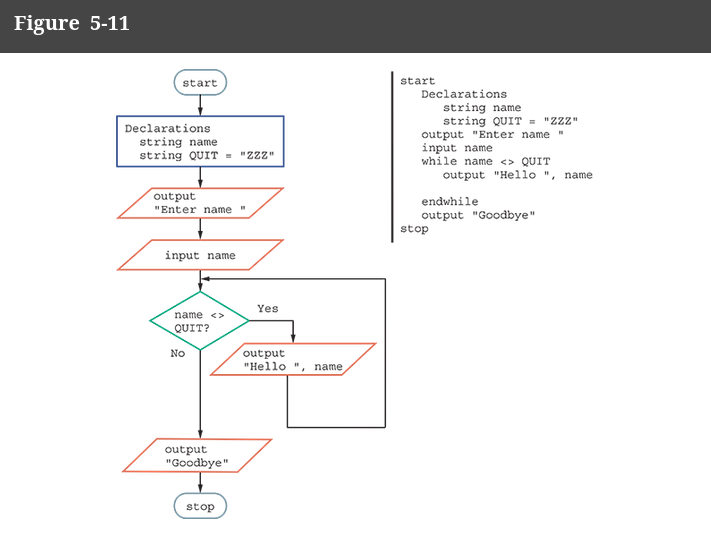 Figure 5-11
start
Declarations
string name
string QUIT = "ZZZ"
output
"Enter name "
input name
name <>
QUIT?
Yes
No
output
"Hello ", name
output
"Goodbye"
stop
start
Declarations
string name
string QUIT = "ZZZ"
output "Enter name "
input name
while name <> QUIT
output "Hello ", name
endwhile
output "Goodbye"
stop